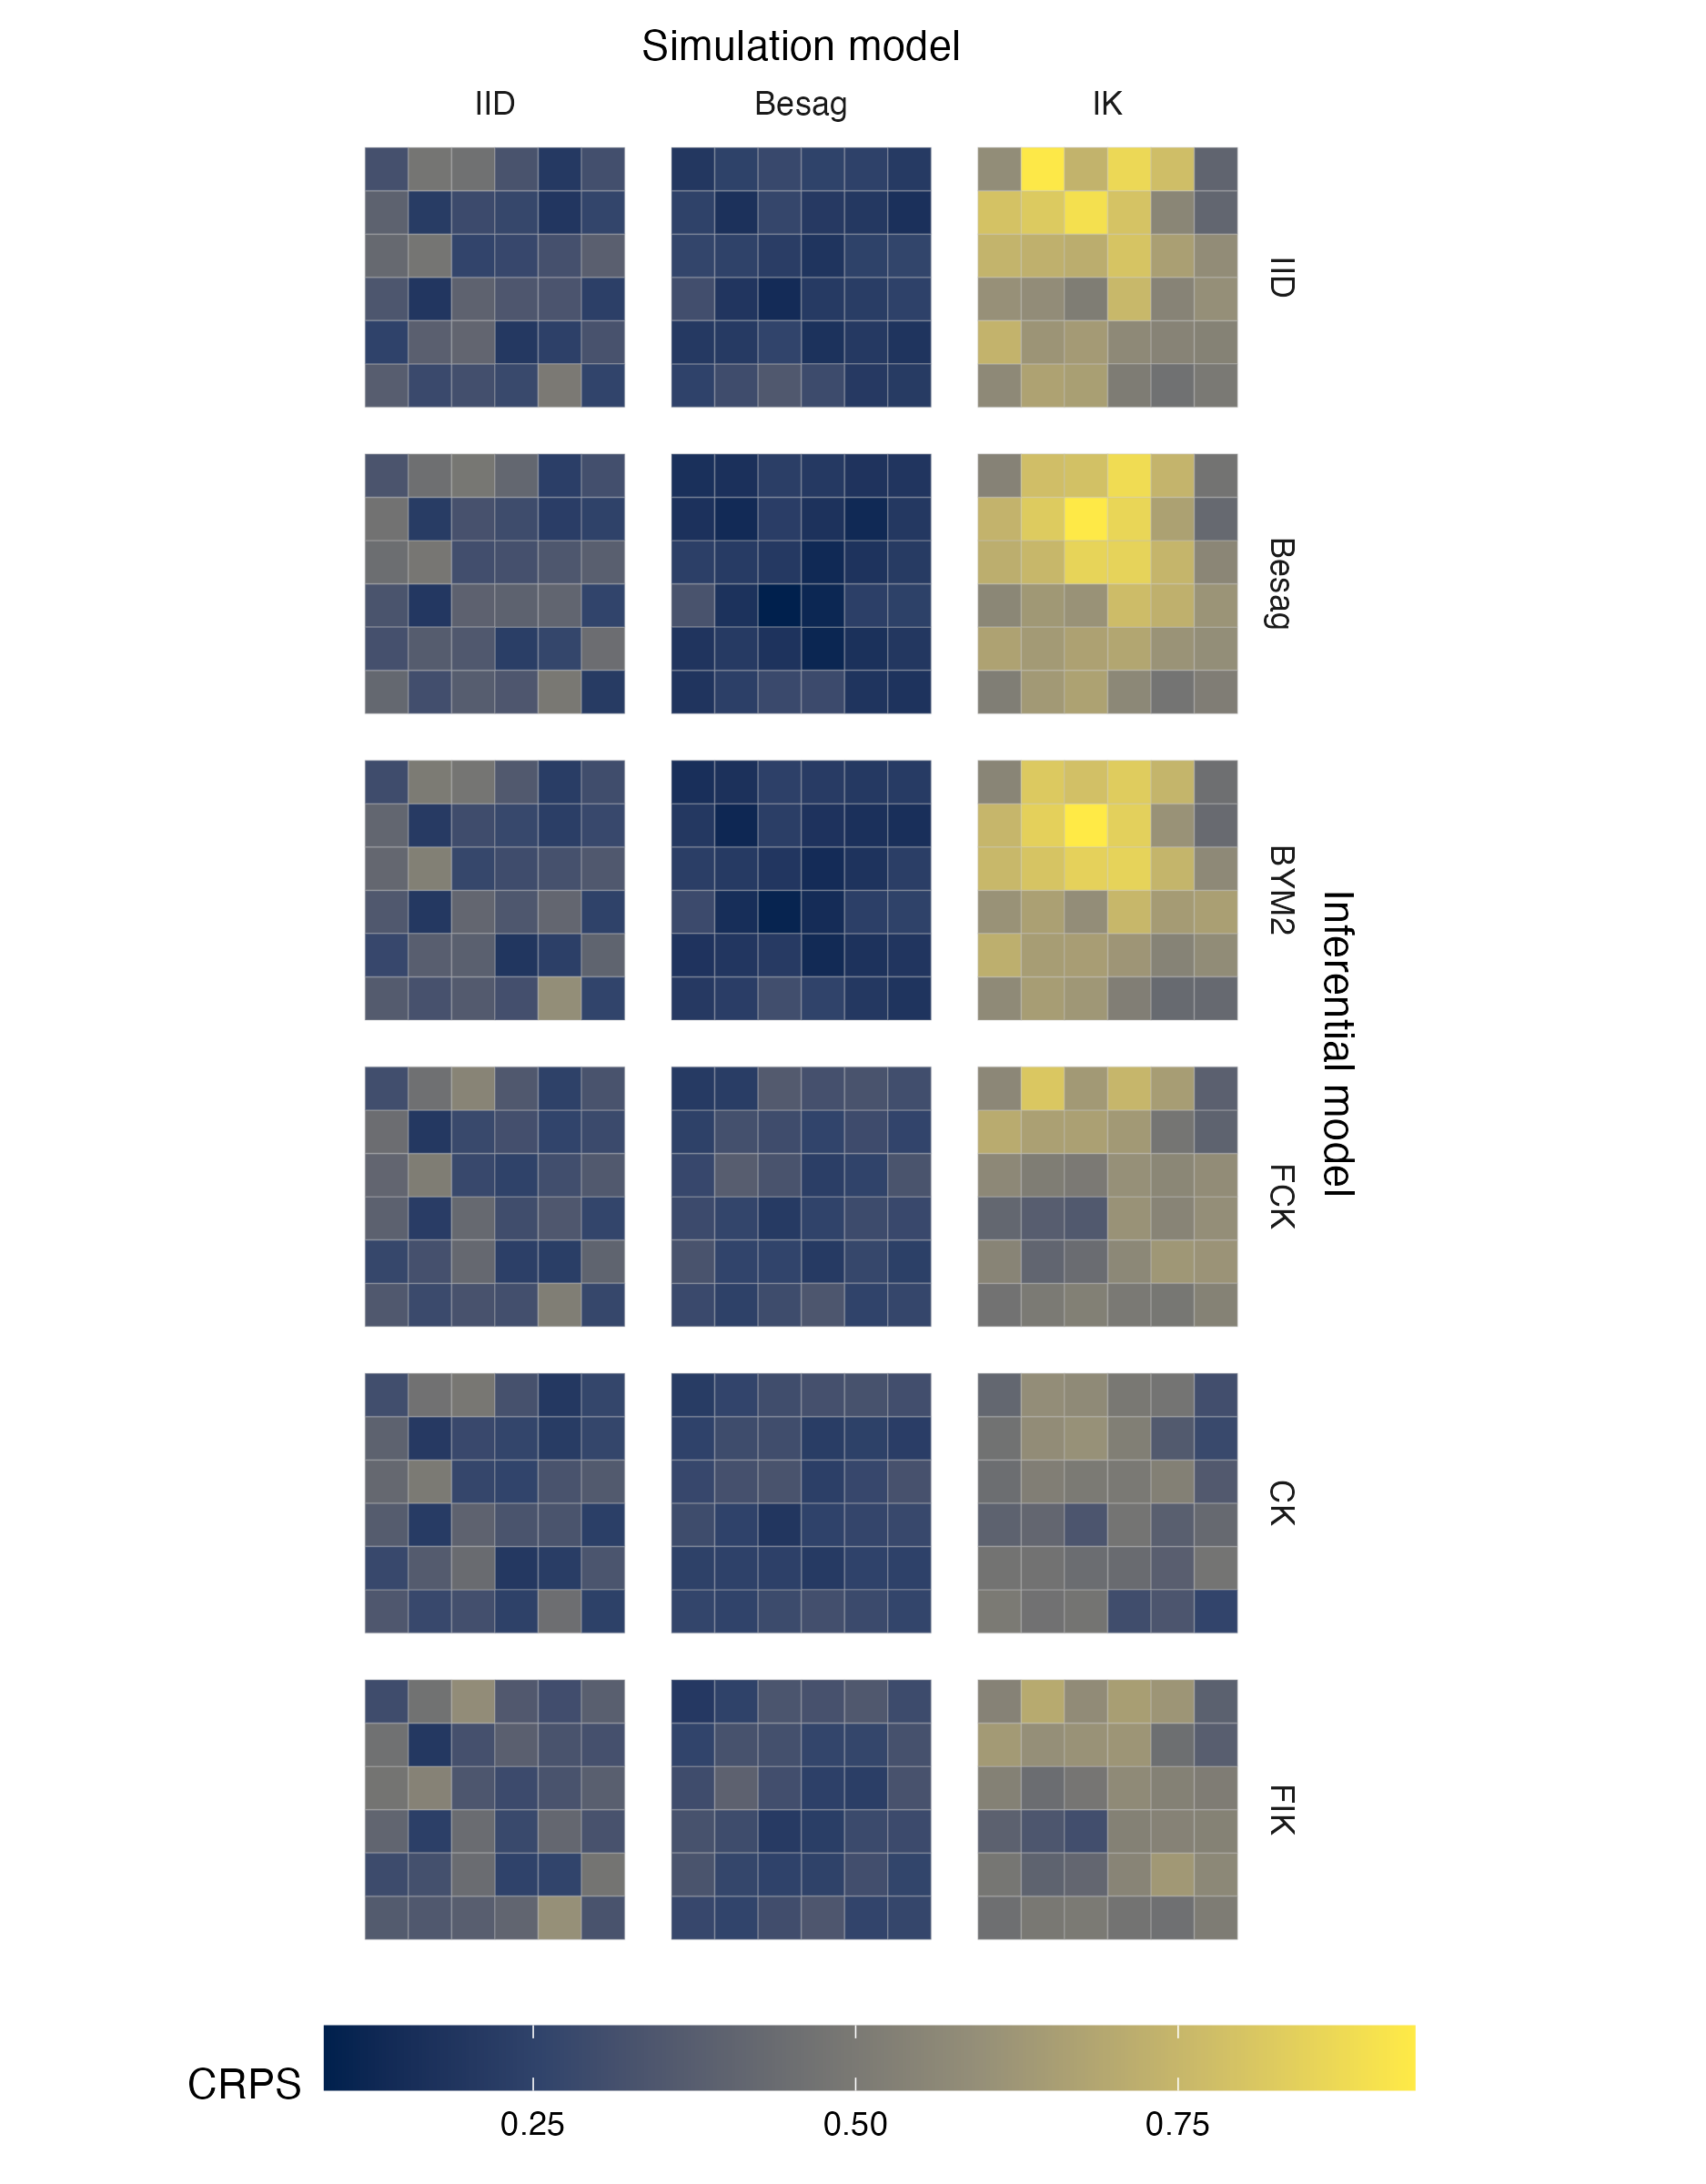 Simulation model
IID Besag IK
IID
Besag
BYM2
FCK
CK
FIK
Inferential model
CRPS
0.25 0.50 0.75